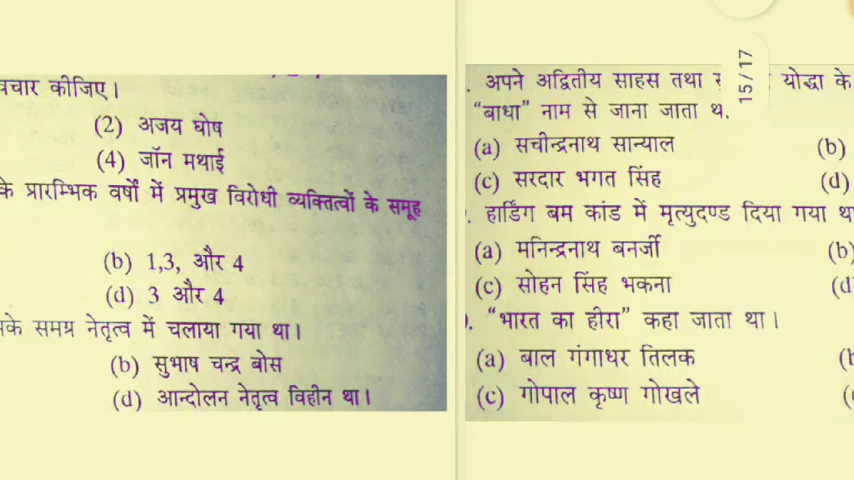 वचार कीजिए।
(2) अजय घोष
(4) जॉन मथाई
के प्रारम्भिक वर्षों में प्रमुख विरोधी व्यक्तित्वों के समूह
(b) 1,3, और 4
(d) 3 और 4
के समग्र नेतृत्व में चलाया गया था।
(b) सुभाष चन्द्र बोस
(d) आन्दोलन नेतृत्व विहीन था।
अपने अद्वितीय साहस तथा योद्धा के
15/17
“बाधा” नाम से जाना जाता थ.
(a) सचीन्द्रनाथ सान्याल (b)
(c) सरदार भगत सिंह (d)
. हार्डिंग बम कांड में मृत्युदण्ड दिया गया था
(a) मनिन्द्रनाथ बनर्जी (b)
(c) सोहन सिंह भकना (d
). “भारत का हीरा” कहा जाता था।
(a) बाल गंगाधर तिलक
(c) गोपाल कृष्ण गोखले